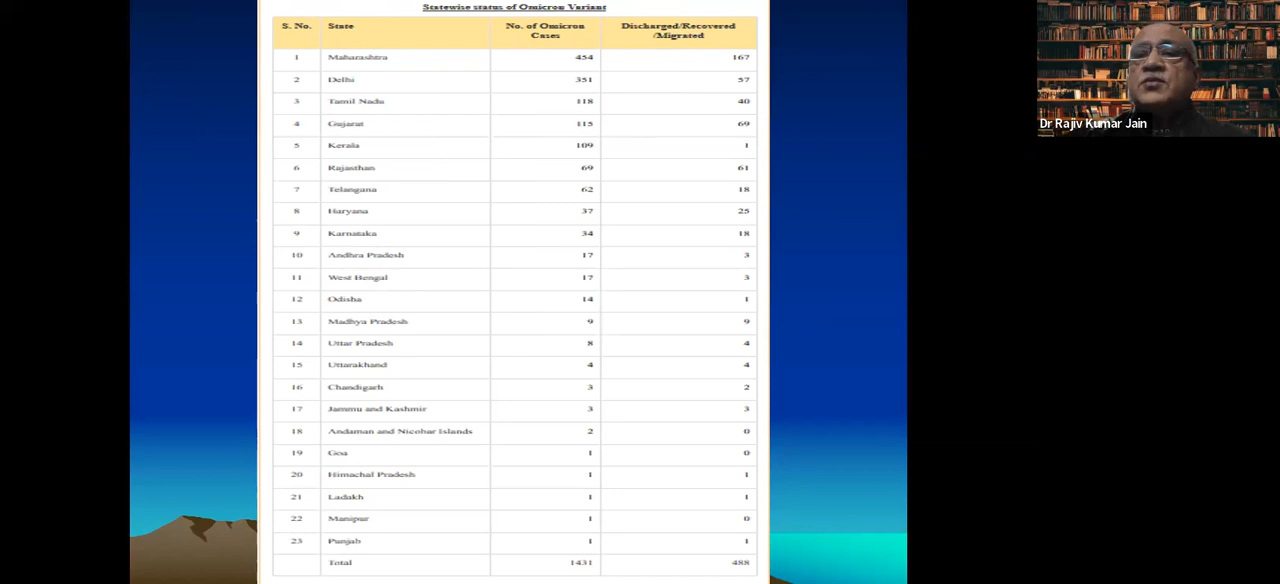 Statewise status of Omicron Variant
S. No. State No. of Omicron Cases Discharged/Recovered /Migrated
1 Maharashtra 454 167
2 Delhi 351 57
3 Tamil Nadu 118 40
4 Gujarat 115 69
5 Kerala 109 1
6 Rajasthan 69 61
7 Telangana 62 18
8 Haryana 37 25
9 Karnataka 34 18
10 Andhra Pradesh 17 3
11 West Bengal 17 3
12 Odisha 14 1
13 Madhya Pradesh 9 9
14 Uttar Pradesh 8 4
15 Uttarakhand 4 4
16 Chandigarh 3 2
17 Jammu and Kashmir 3 3
18 Andaman and Nicobar Islands 2 0
19 Goa 1 0
20 Himachal Pradesh 1 1
21 Ladakh 1 1
22 Manipur 1 0
23 Punjab 1 1
Total 1431 488
Dr Rajiv Kumar Jain